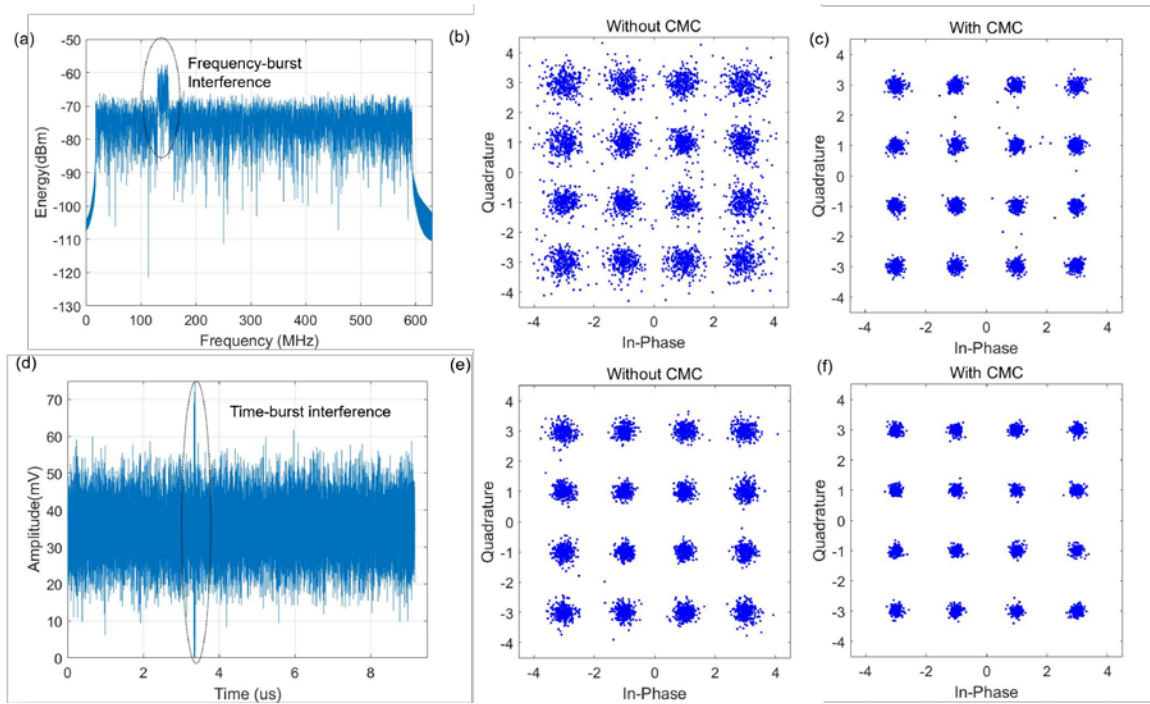 (a)
-50
-60
-70
-80
-90
-100
-110
-120
-130
Energy(dBm)
Frequency-burst
Interference
0 100 200 300 400 500 600
Frequency (MHz)
(b)
Without CMC
4
3
2
1
0
-1
-2
-3
-4
Quadrature
-4 -2 0 2 4
In-Phase
(c)
With CMC
4
3
2
1
0
-1
-2
-3
-4
Quadrature
-4 -2 0 2 4
In-Phase
(d)
70
60
50
40
30
20
10
0
Amplitude(mV)
Time-burst interference
0 2 4 6 8
Time (us)
(e)
Without CMC
4
3
2
1
0
-1
-2
-3
-4
Quadrature
-4 -2 0 2 4
In-Phase
(f)
With CMC
4
3
2
1
0
-1
-2
-3
-4
Quadrature
-4 -2 0 2 4
In-Phase